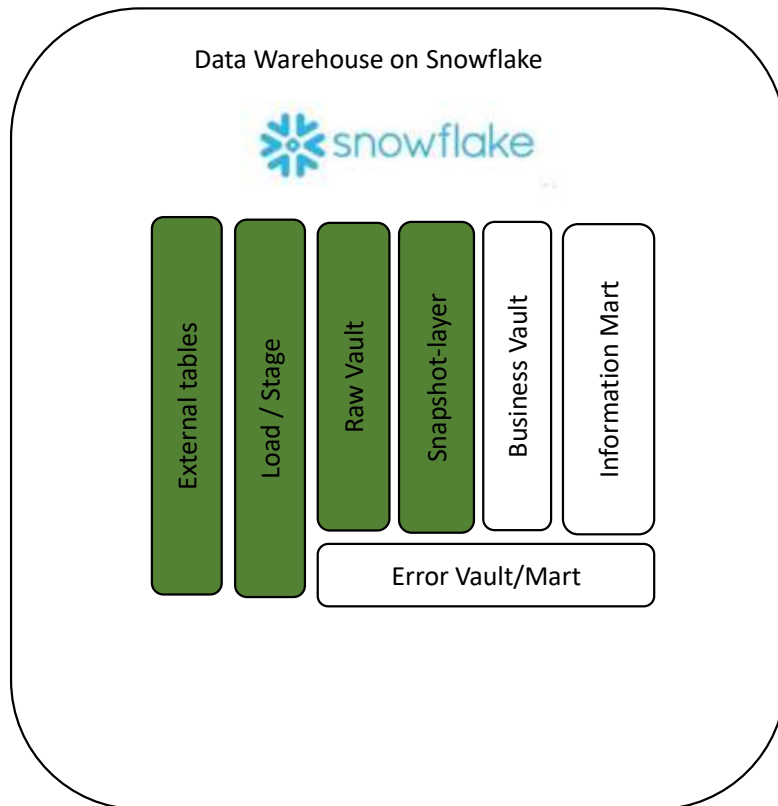 Data Warehouse on Snowflake
snowflake
External tables
Load / Stage
Raw Vault
Snapshot-layer
Business Vault
Information Mart
Error Vault/Mart